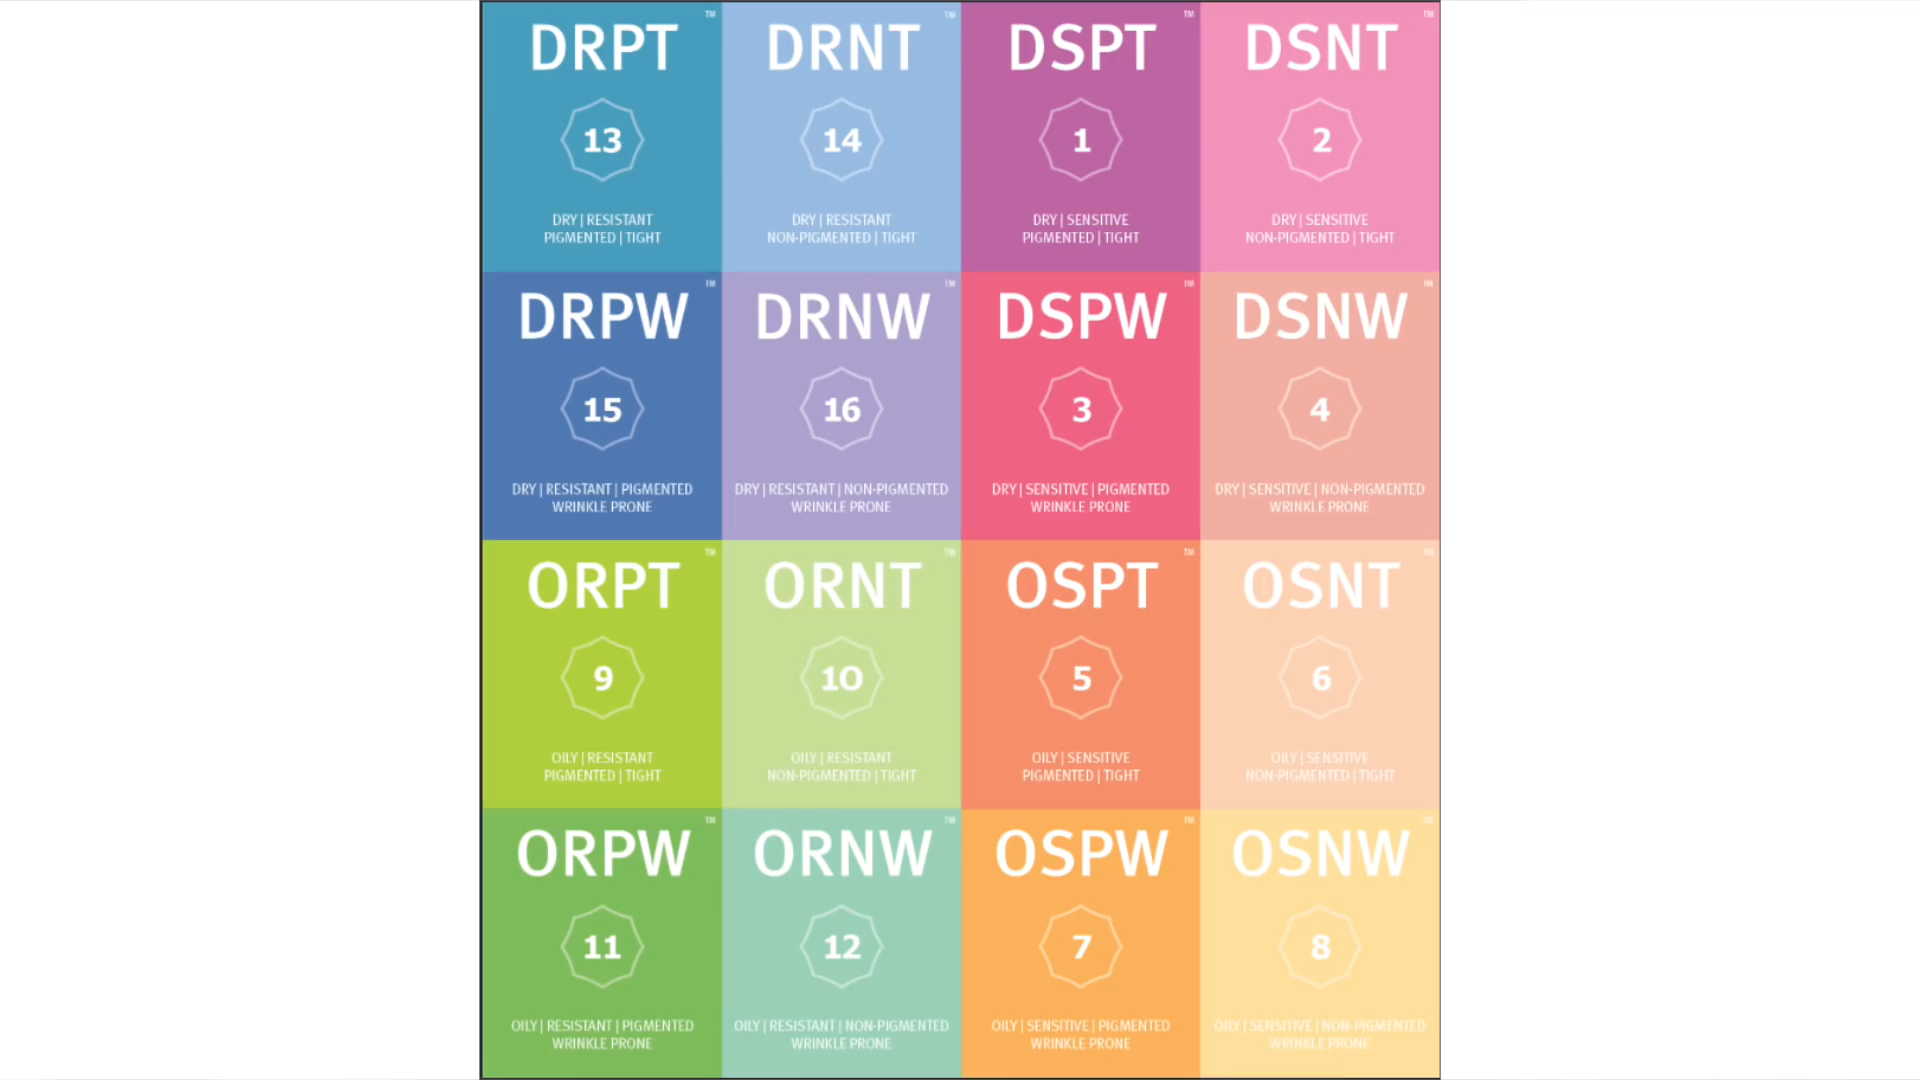 DRPT ™
13
DRY | RESISTANT
PIGMENTED | TIGHT
DRNT ™
14
DRY | RESISTANT
NON-PIGMENTED | TIGHT
DSPT ™
1
DRY | SENSITIVE
PIGMENTED | TIGHT
DSNT ™
2
DRY | SENSITIVE
NON-PIGMENTED | TIGHT
DRPW ™
15
DRY | RESISTANT | PIGMENTED
WRINKLE PRONE
DRNW ™
16
DRY | RESISTANT | NON-PIGMENTED
WRINKLE PRONE
DSPW ™
3
DRY | SENSITIVE | PIGMENTED
WRINKLE PRONE
DSNW ™
4
DRY | SENSITIVE | NON-PIGMENTED
WRINKLE PRONE
ORPT ™
9
OILY | RESISTANT
PIGMENTED | TIGHT
ORNT ™
10
OILY | RESISTANT
NON-PIGMENTED | TIGHT
OSPT ™
5
OILY | SENSITIVE
PIGMENTED | TIGHT
OSNT ™
6
OILY | SENSITIVE
NON-PIGMENTED | TIGHT
ORPW ™
11
OILY | RESISTANT | PIGMENTED
WRINKLE PRONE
ORNW ™
12
OILY | RESISTANT | NON-PIGMENTED
WRINKLE PRONE
OSPW ™
7
OILY | SENSITIVE | PIGMENTED
WRINKLE PRONE
OSNW ™
8
OILY | SENSITIVE | NON-PIGMENTED
WRINKLE PRONE